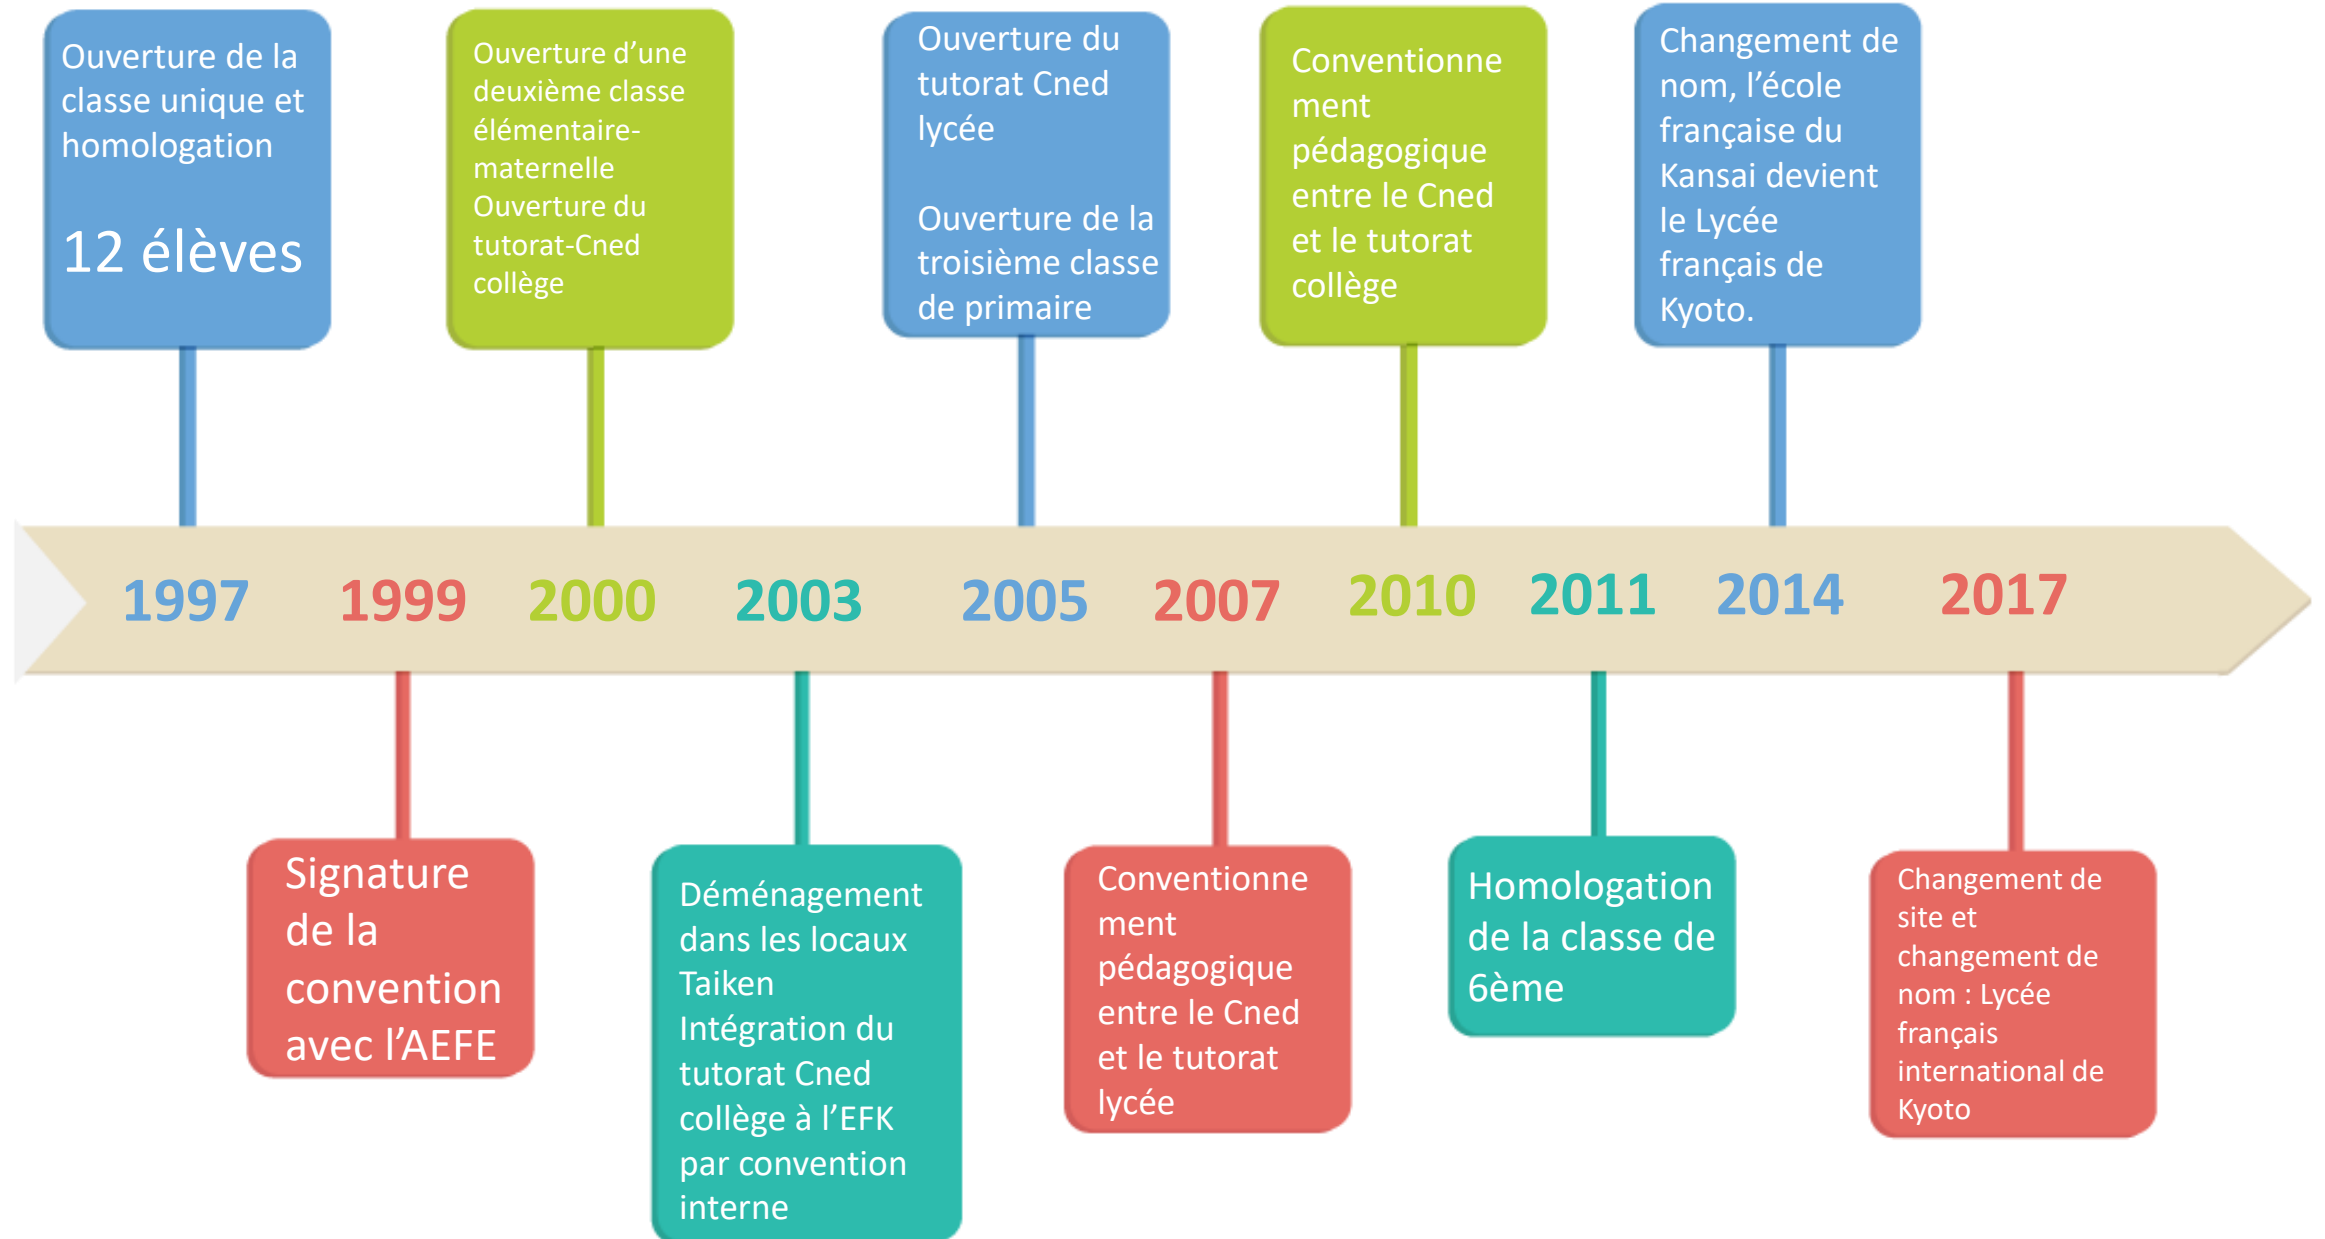 Ouverture de la
classe unique et
homologation
12 élèves
Ouverture d’une
deuxième classe
élémentaire-
maternelle
Ouverture du
tutorat-Cned
collège
Ouverture du
tutorat Cned
lycée
Ouverture de la
troisième classe
de primaire
Conventionne
ment
pédagogique
entre le Cned
et le tutorat
collège
Changement de
nom, l’école
française du
Kansai devient
le Lycée
français de
Kyoto.
1997 1999 2000 2003 2005 2007 2010 2011 2014 2017
Signature
de la
convention
avec l’AEFE
Déménagement
dans les locaux
Taiken
Intégration du
tutorat Cned
collège à l’EFK
par convention
interne
Conventionne
ment
pédagogique
entre le Cned
et le tutorat
lycée
Homologation
de la classe de
6ème
Changement de
site et
changement de
nom : Lycée
français
international de
Kyoto